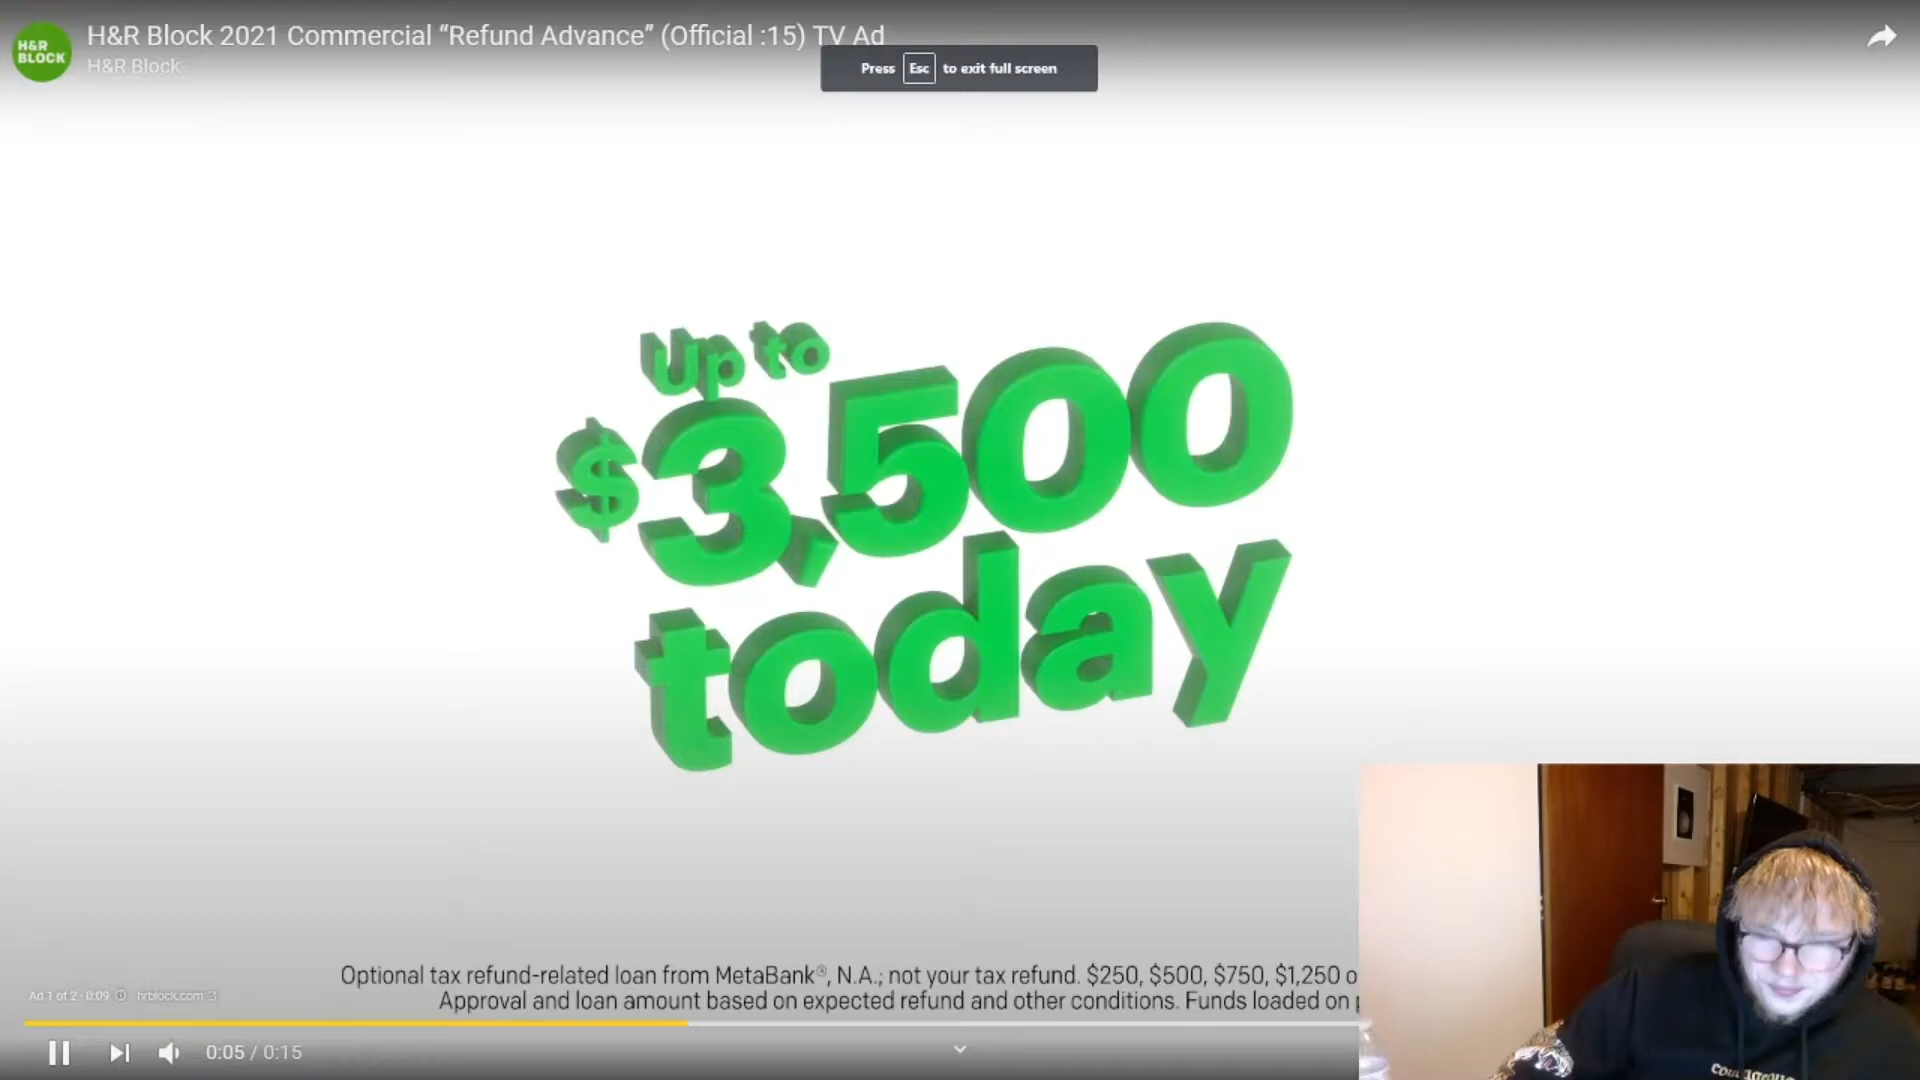 H&R BLOCK
H&R Block 2021 Commercial “Refund Advance” (Official :15) TV Ad
H&R Block
Press Esc to exit full screen
Up to
$3,500
today
Optional tax refund-related loan from MetaBank®, N.A.; not your tax refund. $250, $500, $750, $1,250 o
Approval and loan amount based on expected refund and other conditions. Funds loaded on
Ad 1 of 2 · 0:09 hrblock.com
0:05 / 0:15